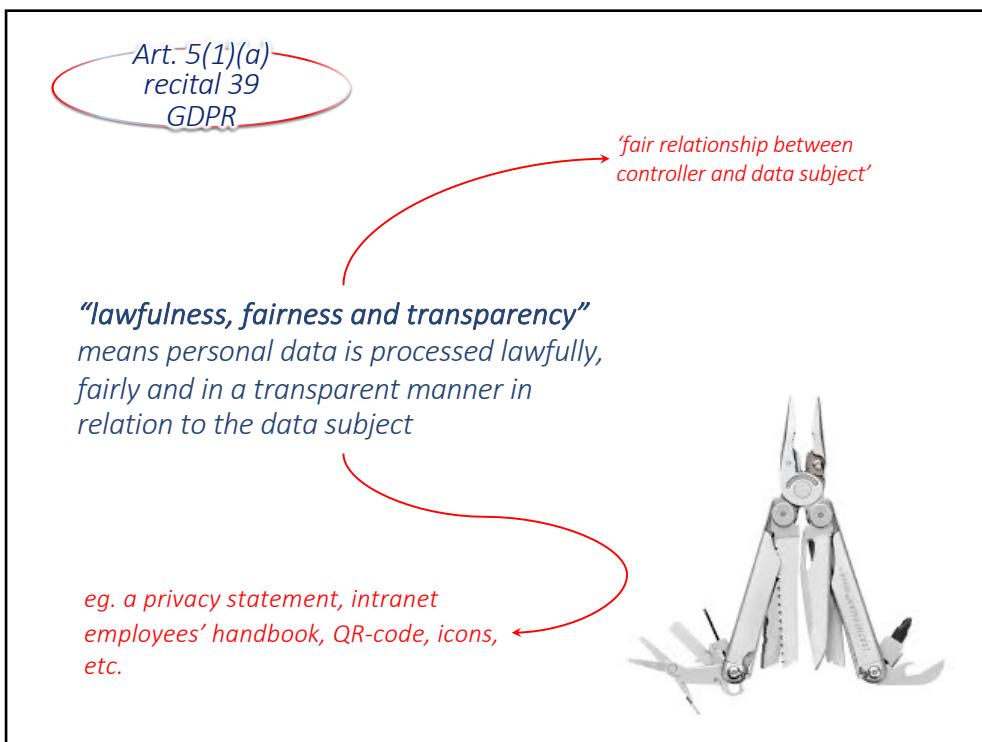 Art. 5(1)(a)
recital 39
GDPR
‘fair relationship between
controller and data subject’
“lawfulness, fairness and transparency”
means personal data is processed lawfully,
fairly and in a transparent manner in
relation to the data subject
eg. a privacy statement, intranet
employees’ handbook, QR-code, icons,
etc.